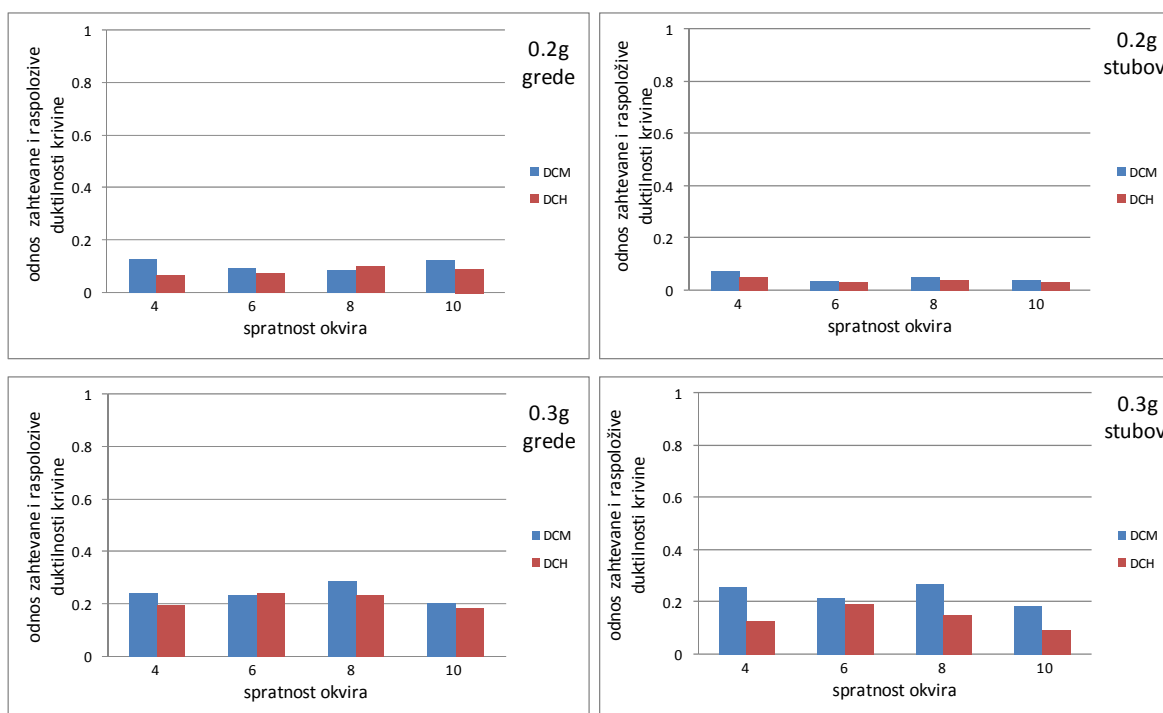 odnos zahtevane i raspolozive
duktilnosti krivine
1
0.8
0.6
0.4
0.2
0
4
6
8
10
spratnost okvira
0.2g
grede
DCM
DCH
odnos zahtevane i raspolozive
duktilnosti krivine
1
0.8
0.6
0.4
0.2
0
4
6
8
10
spratnost okvira
0.2g
stubov
DCM
DCH
odnos zahtevane i raspoložive
duktilnosti krivine
1
0.8
0.6
0.4
0.2
0
4
6
8
10
spratnost okvira
0.3g
grede
DCM
DCH
odnos zahtevane i raspoložive
duktilnosti krivine
1
0.8
0.6
0.4
0.2
0
4
6
8
10
spratnost okvira
0.3g
stubov
DCM
DCH